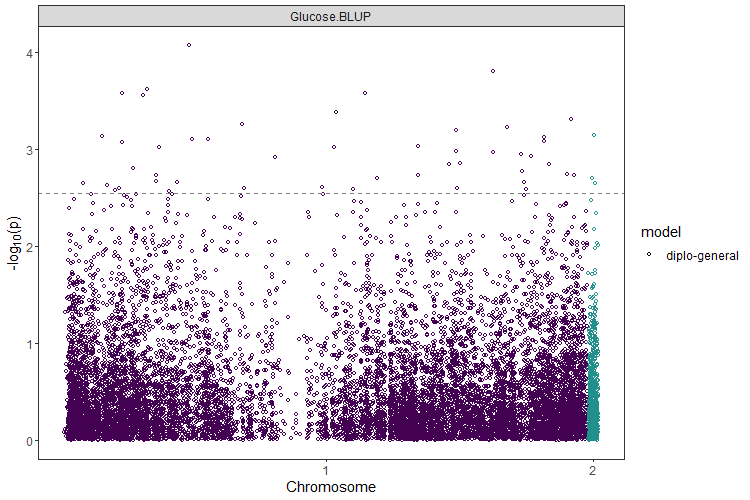 Glucose.BLUP
4
3
2
1
0
-log10(p)
1
2
Chromosome
model
diplo-general